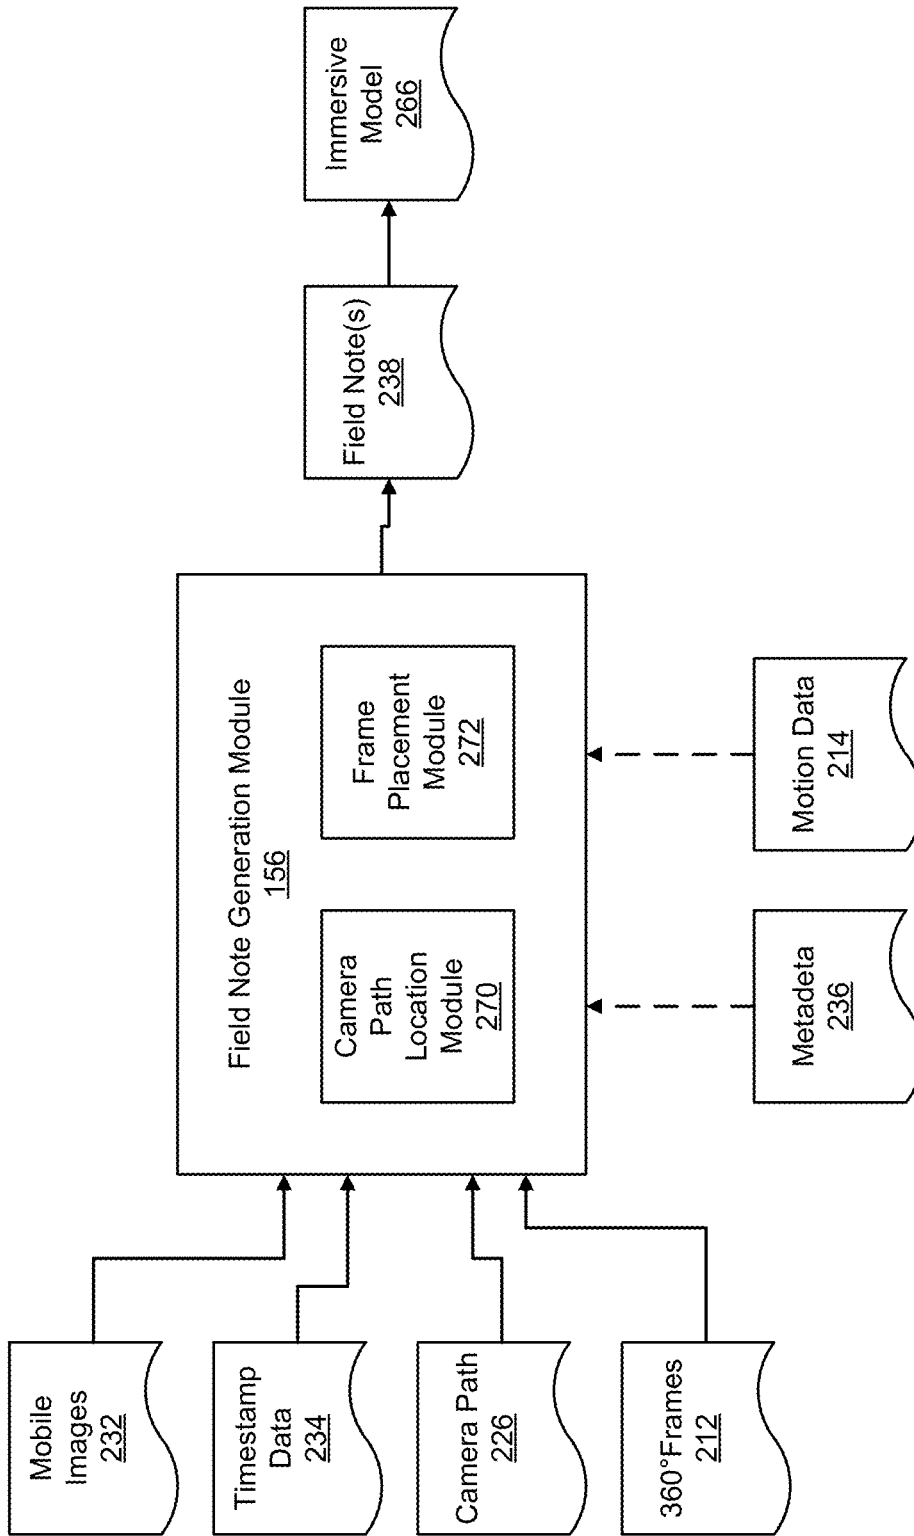 Mobile
Images
232
Timestamp
Data
234
Camera Path
226
360°Frames
212
Field Note Generation Module
156
Camera
Path
Location
Module
270
Frame
Placement
Module
272
Metadeta
236
Motion Data
214
Field Note(s)
238
Immersive
Model
266